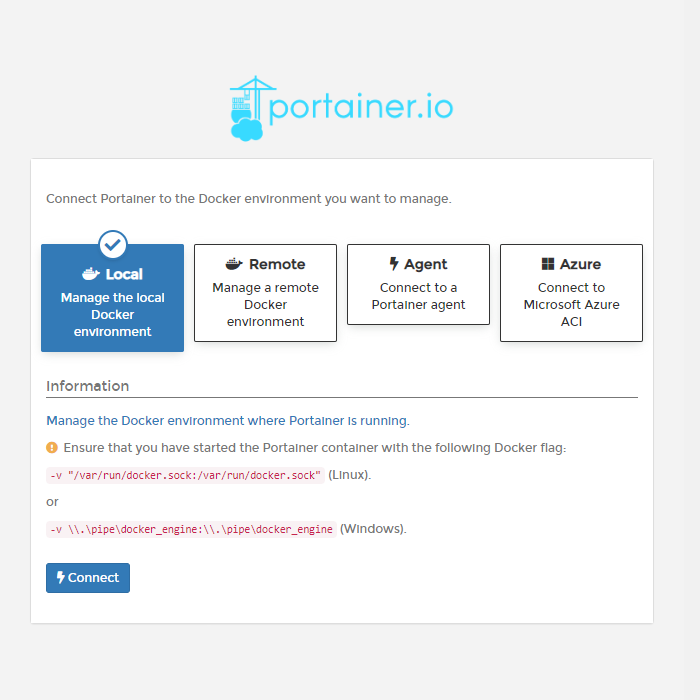 portainer.io
Connect Portainer to the Docker environment you want to manage.
Local
Manage the local
Docker
environment
Remote
Manage a remote
Docker
environment
Agent
Connect to a
Portainer agent
Azure
Connect to
Microsoft Azure
ACI
Information
Manage the Docker environment where Portainer is running.
Ensure that you have started the Portainer container with the following Docker flag:
-v "/var/run/docker.sock:/var/run/docker.sock" (Linux).
or
-v \\.\pipe\docker_engine:\\.\pipe\docker_engine (Windows).
Connect